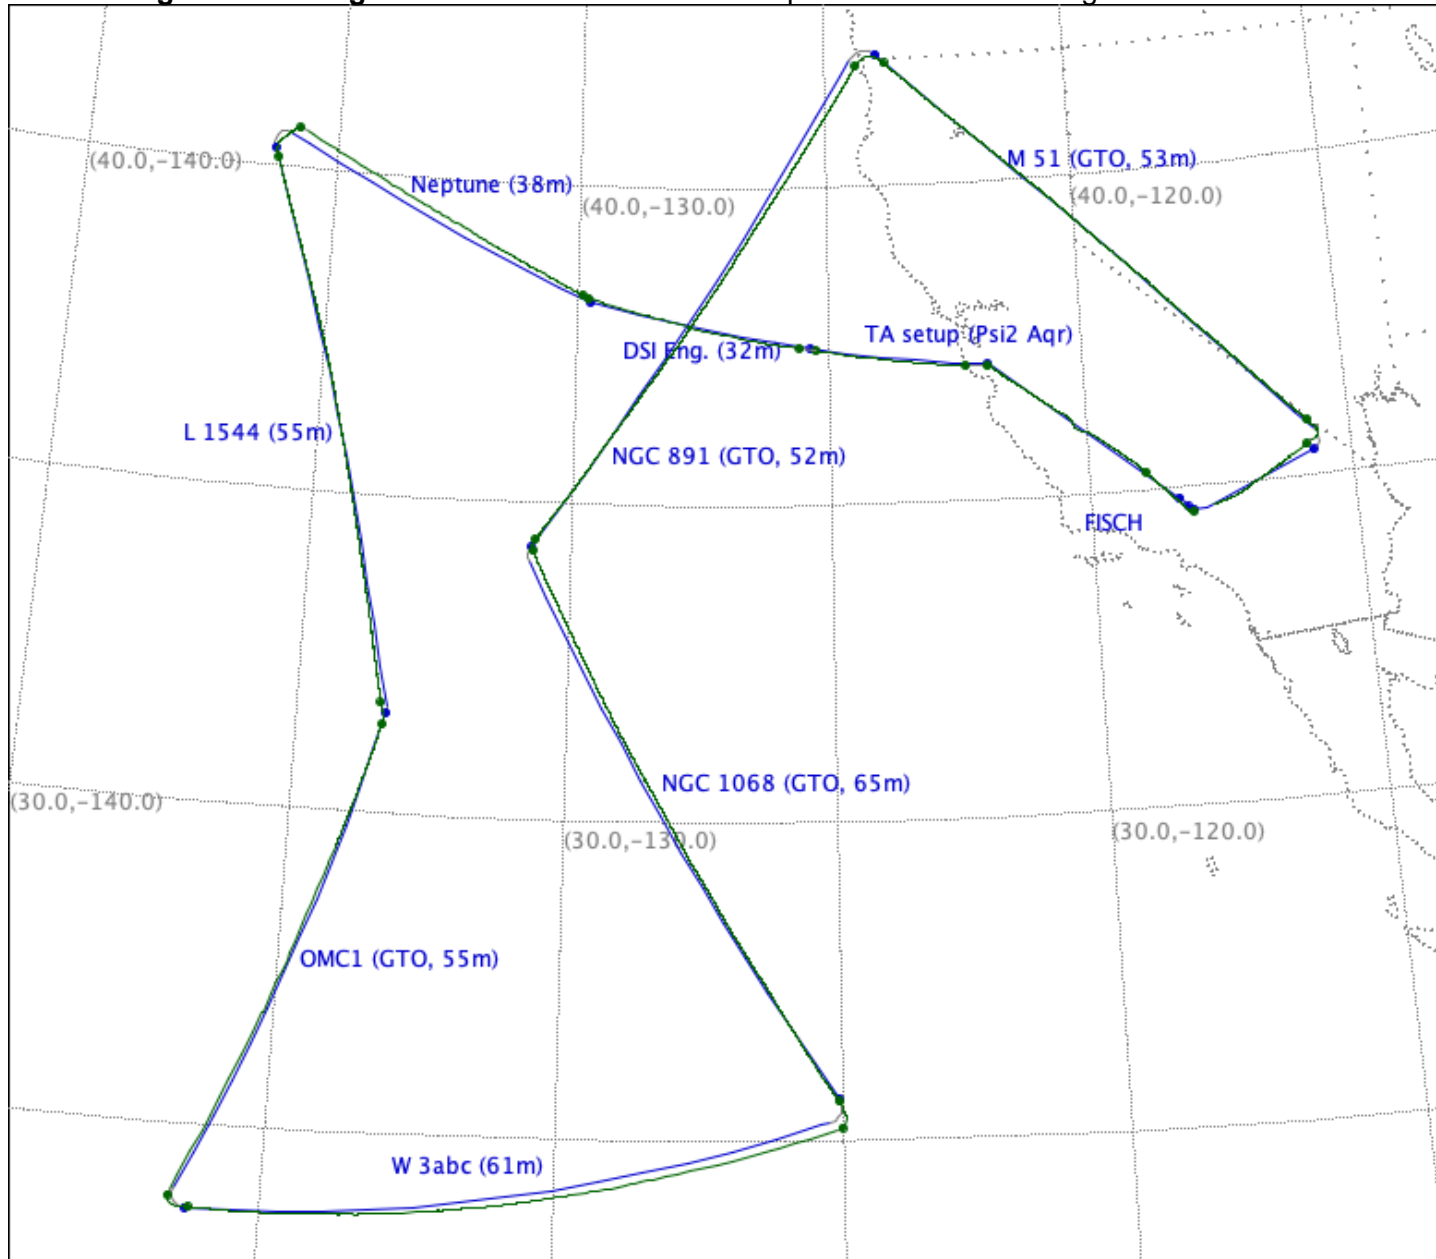 (40.0,-140.0)
M 51 (GTO, 53m)
Neptune (38m)
(40.0,-130.0)
(40.0,-120.0)
TA setup (Psi2 Aqr)
DSI Eng. (32m)
L 1544 (55m)
NGC 891 (GTO, 52m)
FISCH
NGC 1068 (GTO, 65m)
(30.0,-140.0)
(30.0,-130.0)
(30.0,-120.0)
OMC1 (GTO, 55m)
W 3abc (61m)